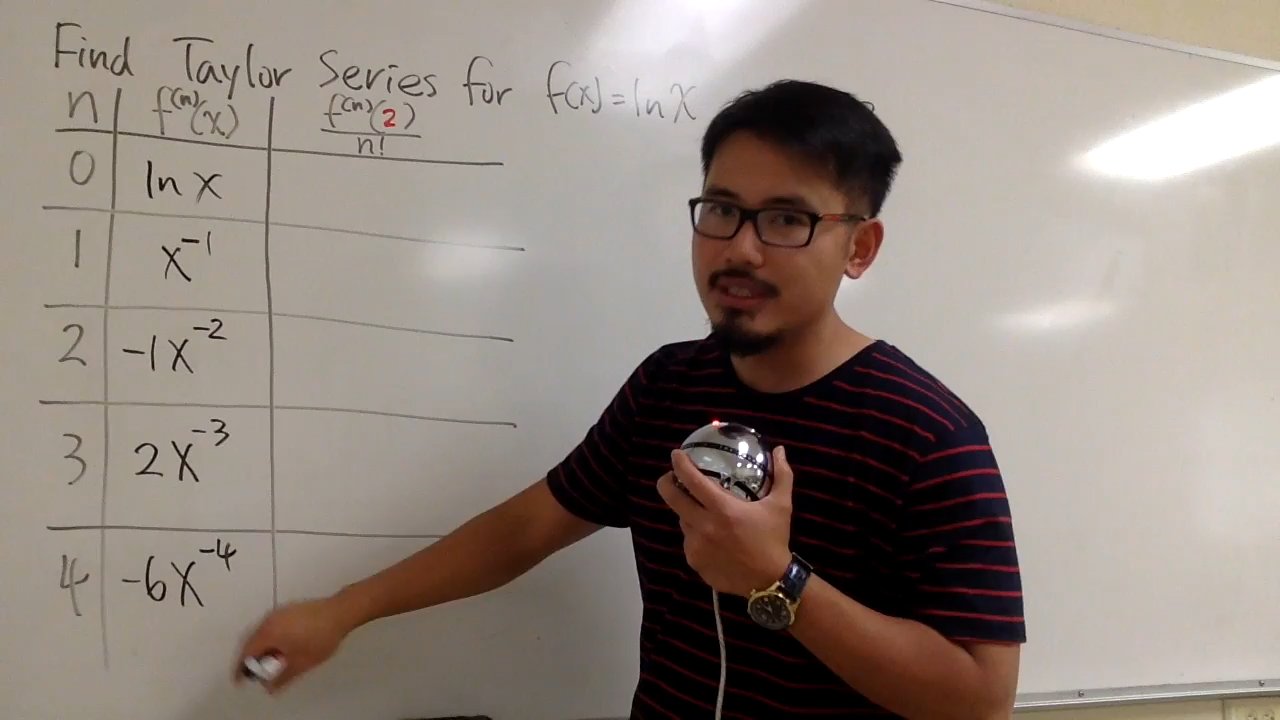 Find Taylor Series for f(x) = ln x
n f⁽ⁿ⁾(x) f⁽ⁿ⁾(2)/n!
0 ln x
1 x⁻¹
2 -1x⁻²
3 2x⁻³
4 -6x⁻⁴